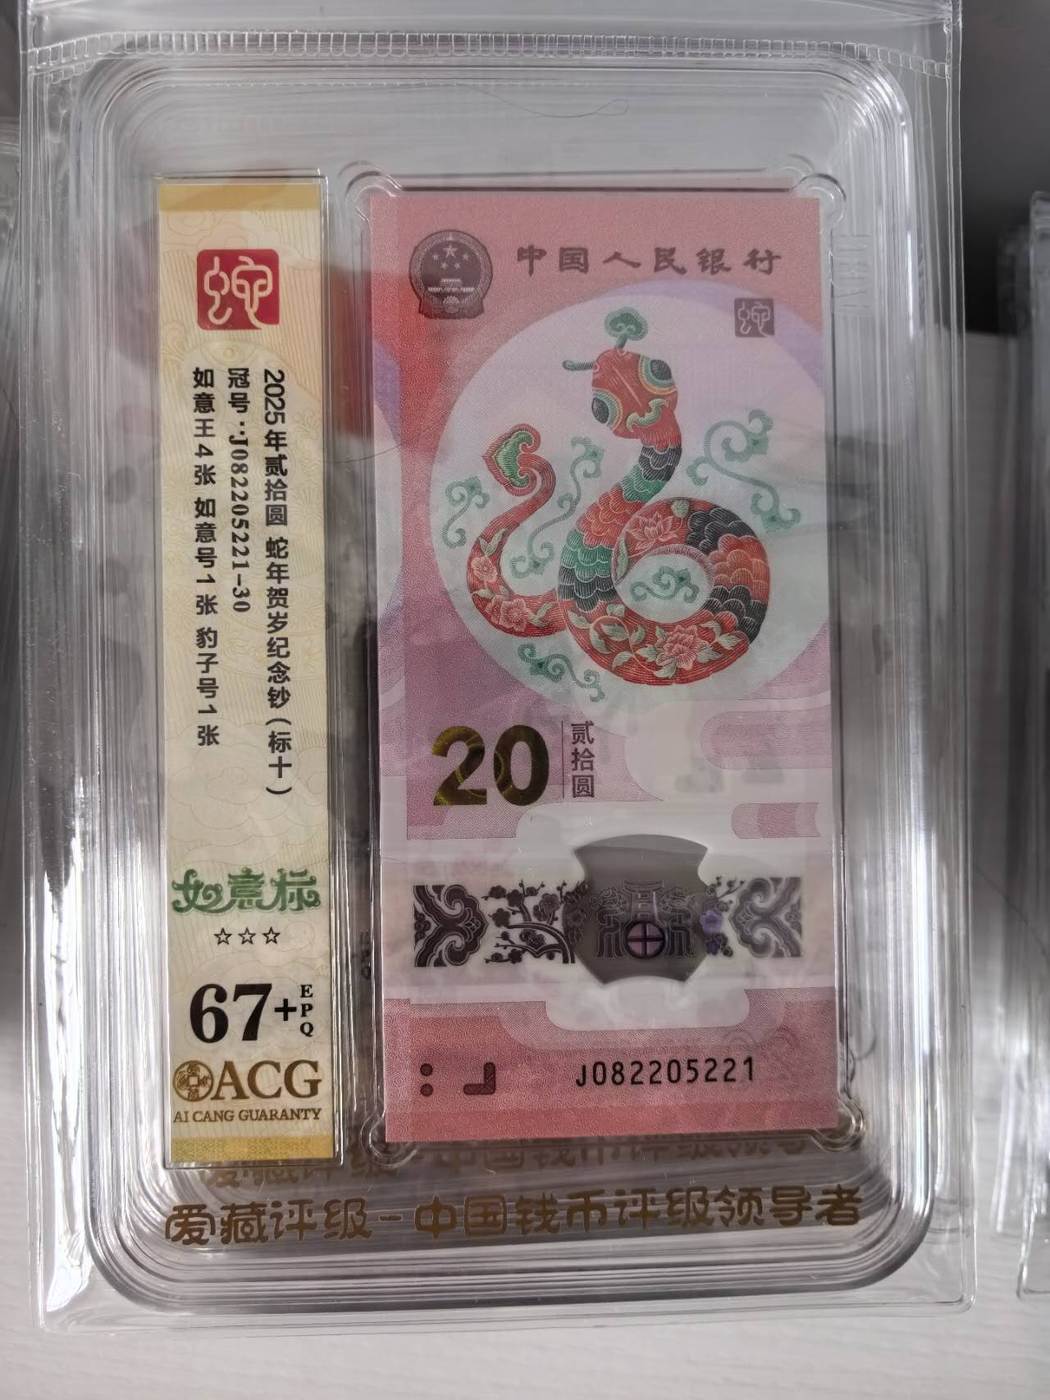 蛇
2025年贰拾圆 蛇年贺岁纪念钞（标十）
冠号：J082205221-30
如意王4张 如意号1张 豹子号1张
如意标
☆☆☆
67+EPQ
ACG
AI CANG GUARANTY
中国人民银行
蛇
20 贰拾圆
J082205221
爱藏评级-中国钱币评级领导者